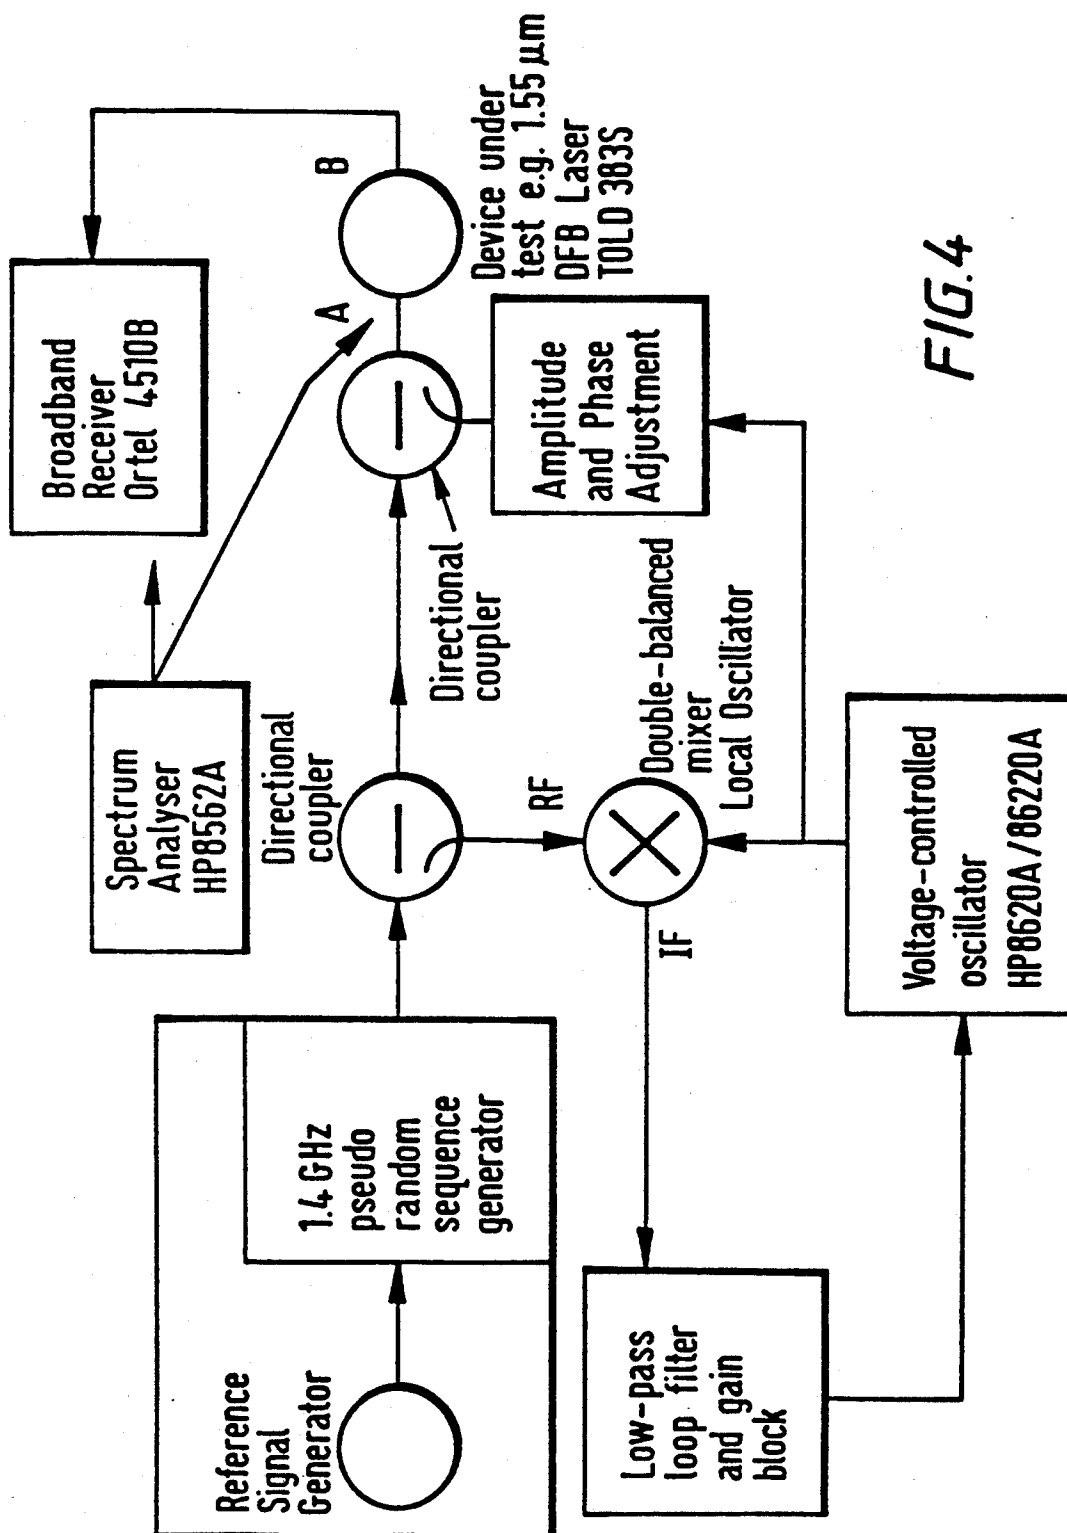 Broadband
Receiver
Ortel 4510B
Spectrum
Analyser
HP8562A
Reference
Signal
Generator
1.4 GHz
pseudo
random
sequence
generator
Directional
coupler
Directional
coupler
A
B
Device under
test e.g. 1.55µm
DFB Laser
TOLD 383S
RF
IF
Double-balanced
mixer
Local Oscillator
Amplitude
and Phase
Adjustment
Low-pass
loop filter
and gain
block
Voltage-controlled
oscillator
HP8620A/86220A
FIG.4